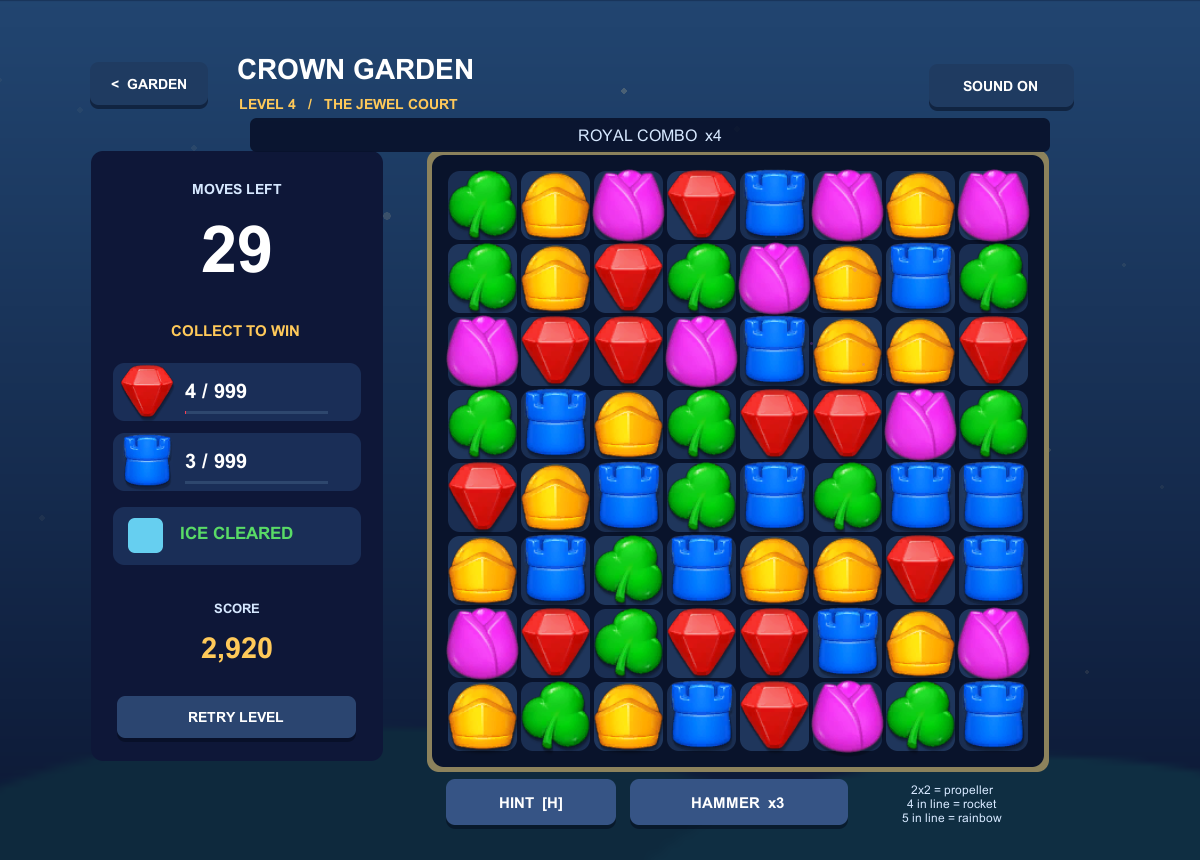 < GARDEN
CROWN GARDEN
LEVEL 4 / THE JEWEL COURT
SOUND ON
ROYAL COMBO x4
MOVES LEFT
29
COLLECT TO WIN
4 / 999
3 / 999
ICE CLEARED
SCORE
2,920
RETRY LEVEL
HINT [H]
HAMMER x3
2x2 = propeller
4 in line = rocket
5 in line = rainbow